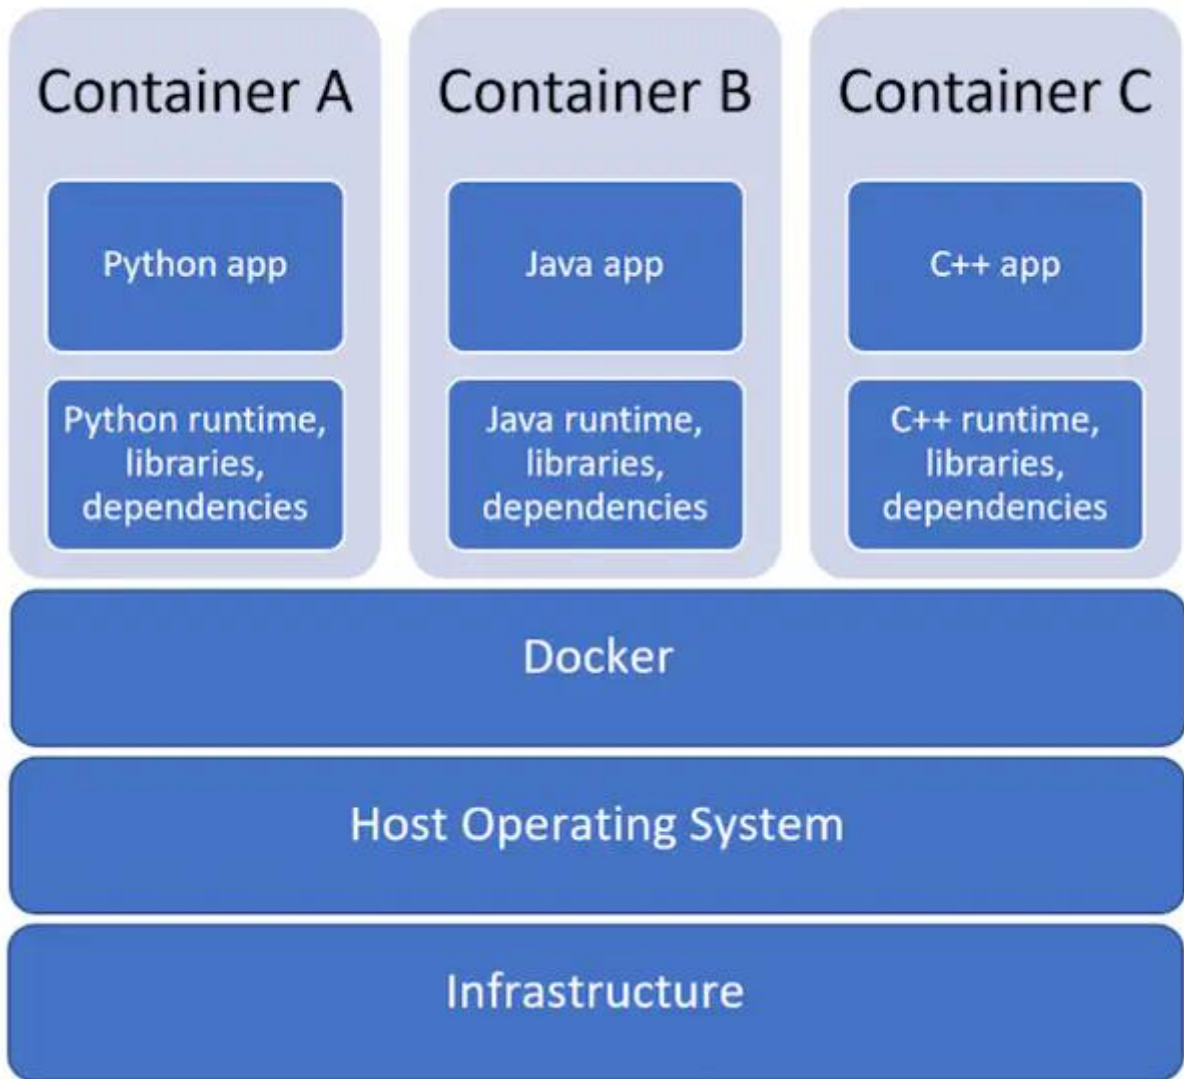 Container A
Container B
Container C
Python app
Java app
C++ app
Python runtime,
libraries,
dependencies
Java runtime,
libraries,
dependencies
C++ runtime,
libraries,
dependencies
Docker
Host Operating System
Infrastructure